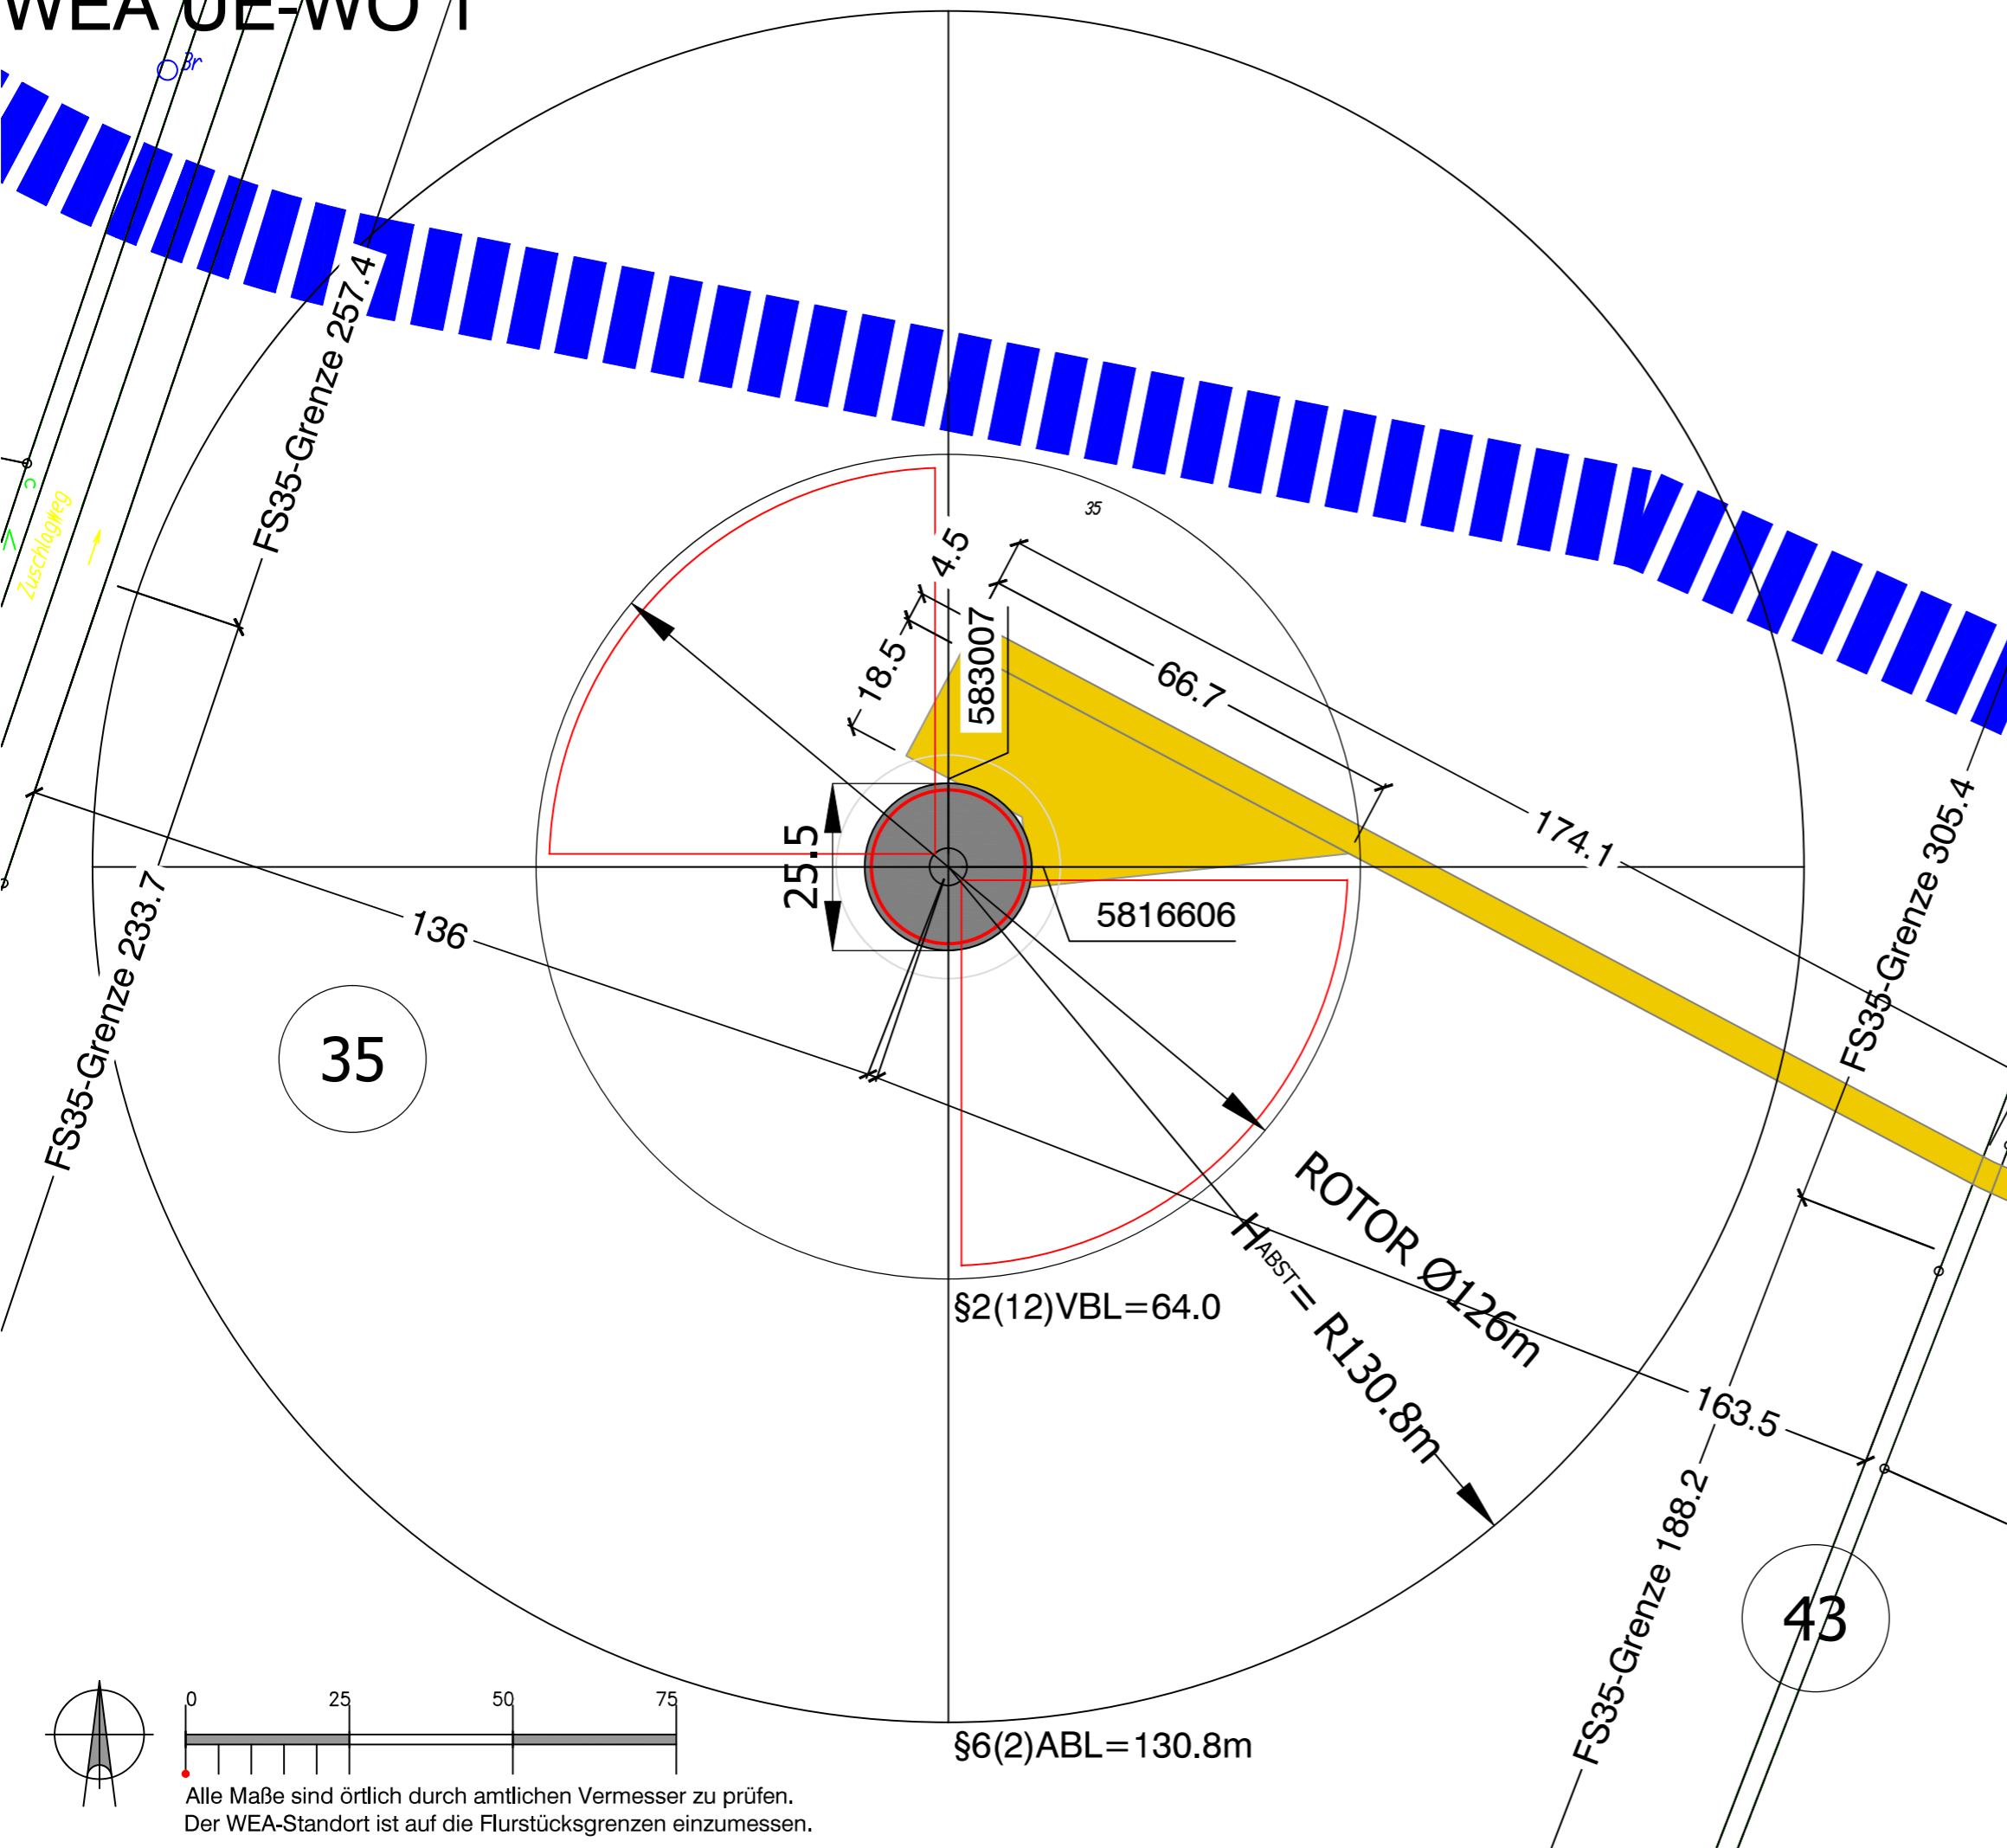 WEA UE-WO 1
3r
FS35-Grenze 257.4
Zuschlagweg
35
4.5
18.5
583007
66.7
174.1
FS35-Grenze 305.4
25.5
5816606
136
FS35-Grenze 233.7
35
ROTOR Ø126m
HABST= R130.8m
§2(12)VBL=64.0
163.5
FS35-Grenze 188.2
43
0 25 50 75
§6(2)ABL=130.8m
Alle Maße sind örtlich durch amtlichen Vermesser zu prüfen.
Der WEA-Standort ist auf die Flurstücksgrenzen einzumessen.